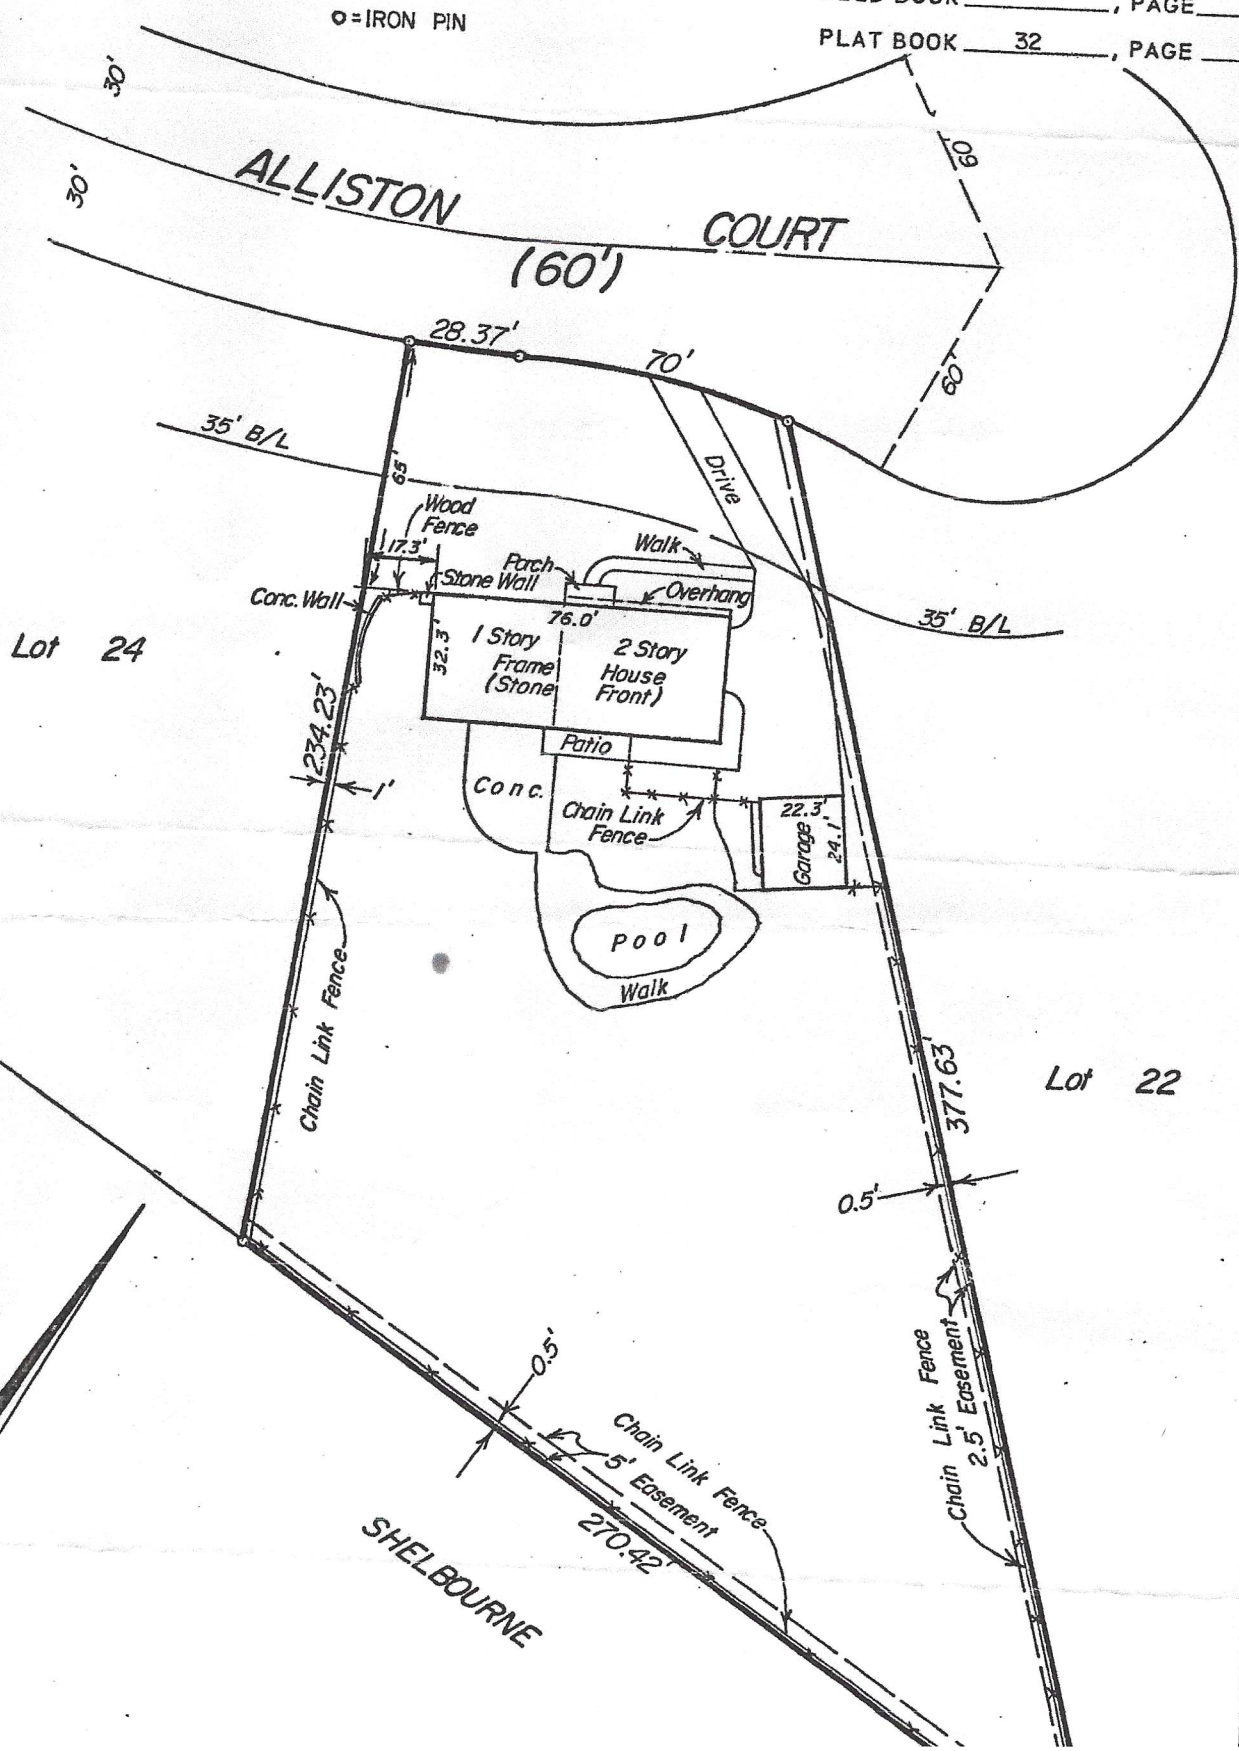 O=IRON PIN
BOOK , PAGE
PLAT BOOK 32 , PAGE
30'
30'
60'
ALLISTON COURT
(60')
60'
28.37'
70'
35' B/L
65'
Drive
Wood
Fence
17.3'
Walk
Porch
Stone Wall
Overhang
Conc. Wall
76.0'
35' B/L
Lot 24
32.3'
1 Story
Frame
(Stone
2 Story
House
Front)
234.23'
1'
Patio
Conc.
Chain Link
Fence
22.3'
Garage
24.1'
Pool
Walk
Chain Link Fence
377.63'
Lot 22
0.5'
0.5'
Chain Link Fence
5' Easement
270.42'
Chain Link Fence
2.5' Easement
SHELBOURNE